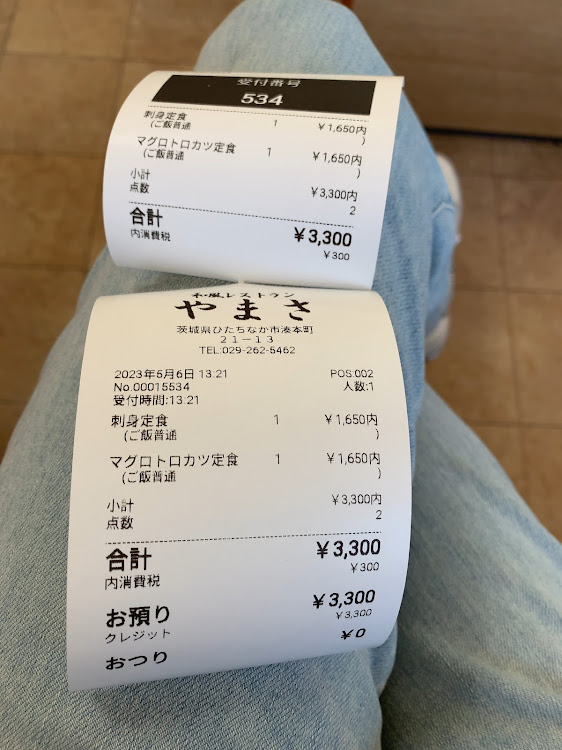 受付番号
534
刺身定食 1 ¥1,650内
(ご飯普通 )
マグロトロカツ定食 1 ¥1,650内
(ご飯普通 )
小計 ¥3,300内
点数 2
合計 ¥3,300
内消費税 ¥300
和風レストラン
やまさ
茨城県ひたちなか市湊本町
21-13
TEL:029-262-5462
2023年5月6日 13:21 POS:002
No.00015534 人数:1
受付時間:13:21
刺身定食 1 ¥1,650内
(ご飯普通 )
マグロトロカツ定食 1 ¥1,650内
(ご飯普通 )
小計 ¥3,300内
点数 2
合計 ¥3,300
内消費税 ¥300
お預り ¥3,300
クレジット ¥3,300
おつり ¥0